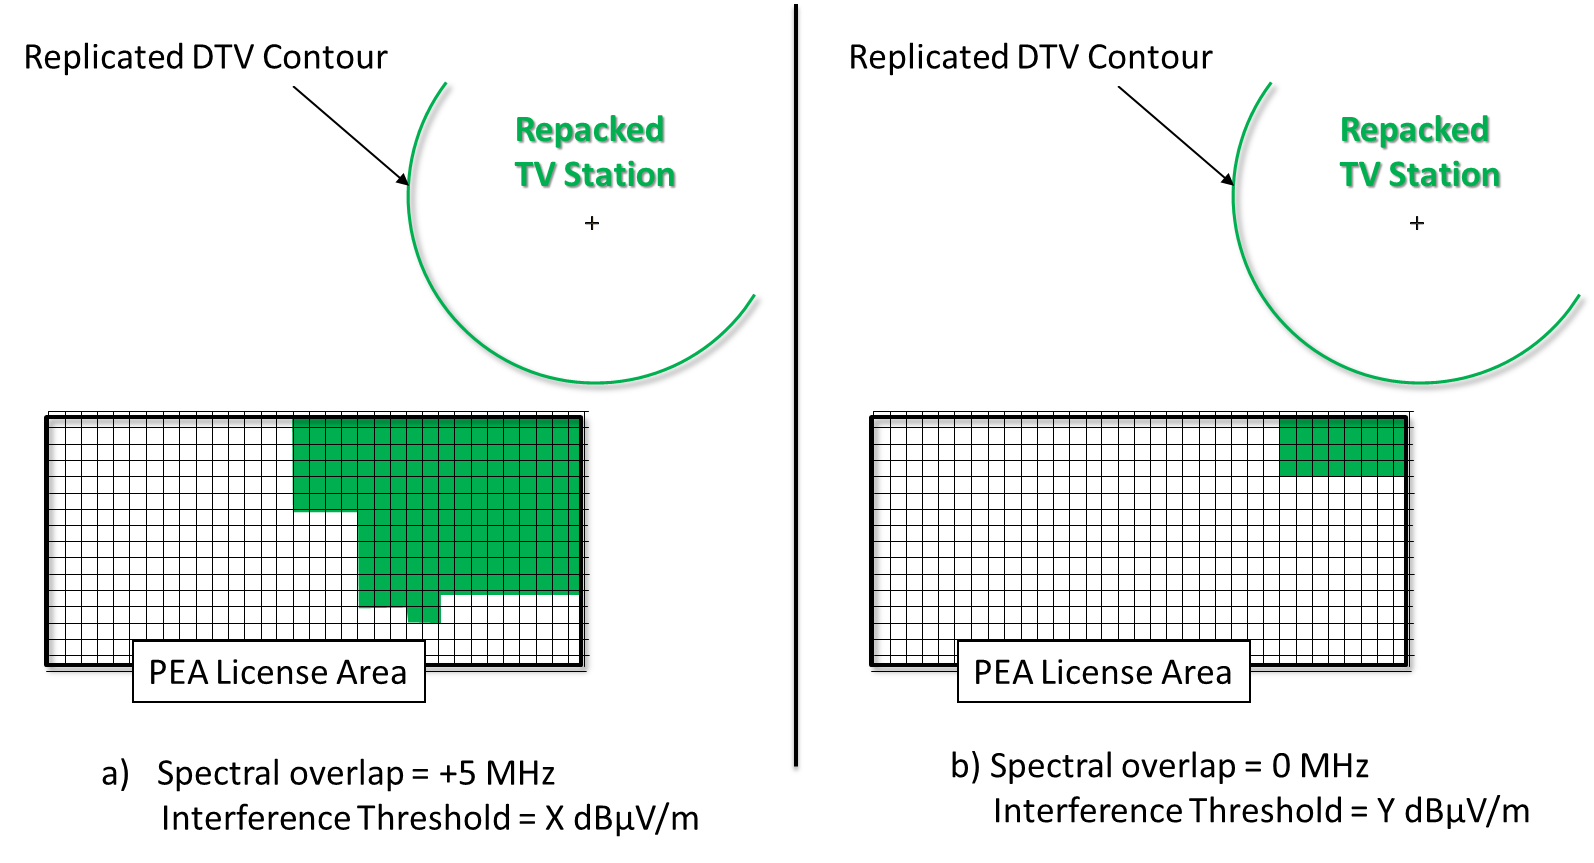 Replicated DTV Contour
Repacked
TV Station
+
PEA License Area
a) Spectral overlap = +5 MHz
Interference Threshold = X dBµV/m
Replicated DTV Contour
Repacked
TV Station
+
PEA License Area
b) Spectral overlap = 0 MHz
Interference Threshold = Y dBµV/m